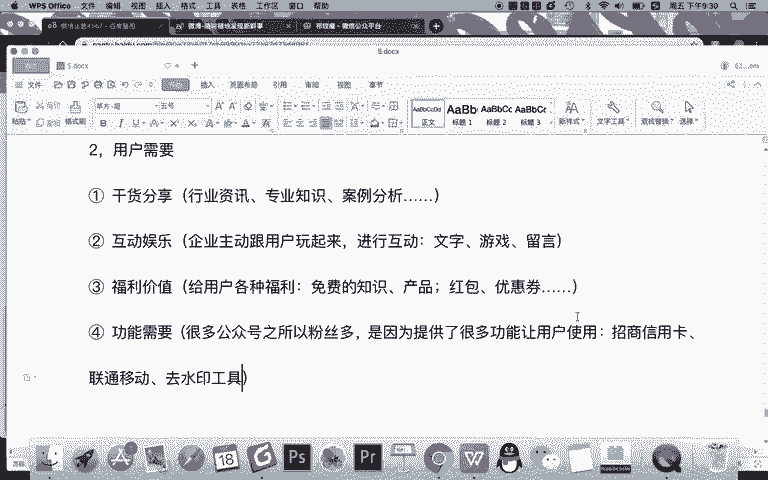 WPS Office 文件 编辑 视图 插入 格式 工具 表格 工作区 窗口 帮助
周五 下午9:30
5.docx
5.docx
文件
插入 页面布局 引用 审阅 视图 章节
粘贴 剪切 复制 格式刷
五号
AaBbCcDd AaBb AaBbCc AaBbCc
正文 标题 1 标题 2 标题 3 新样式 文字工具 查找替换 选择
2，用户需要
① 干货分享（行业资讯、专业知识、案例分析……）
② 互动娱乐（企业主动跟用户玩起来，进行互动：文字、游戏、留言）
③ 福利价值（给用户各种福利：免费的知识、产品；红包、优惠券……）
④ 功能需要（很多公众号之所以粉丝多，是因为提供了很多功能让用户使用：招商信用卡、
联通移动、去水印工具）
18
Ps
Pr